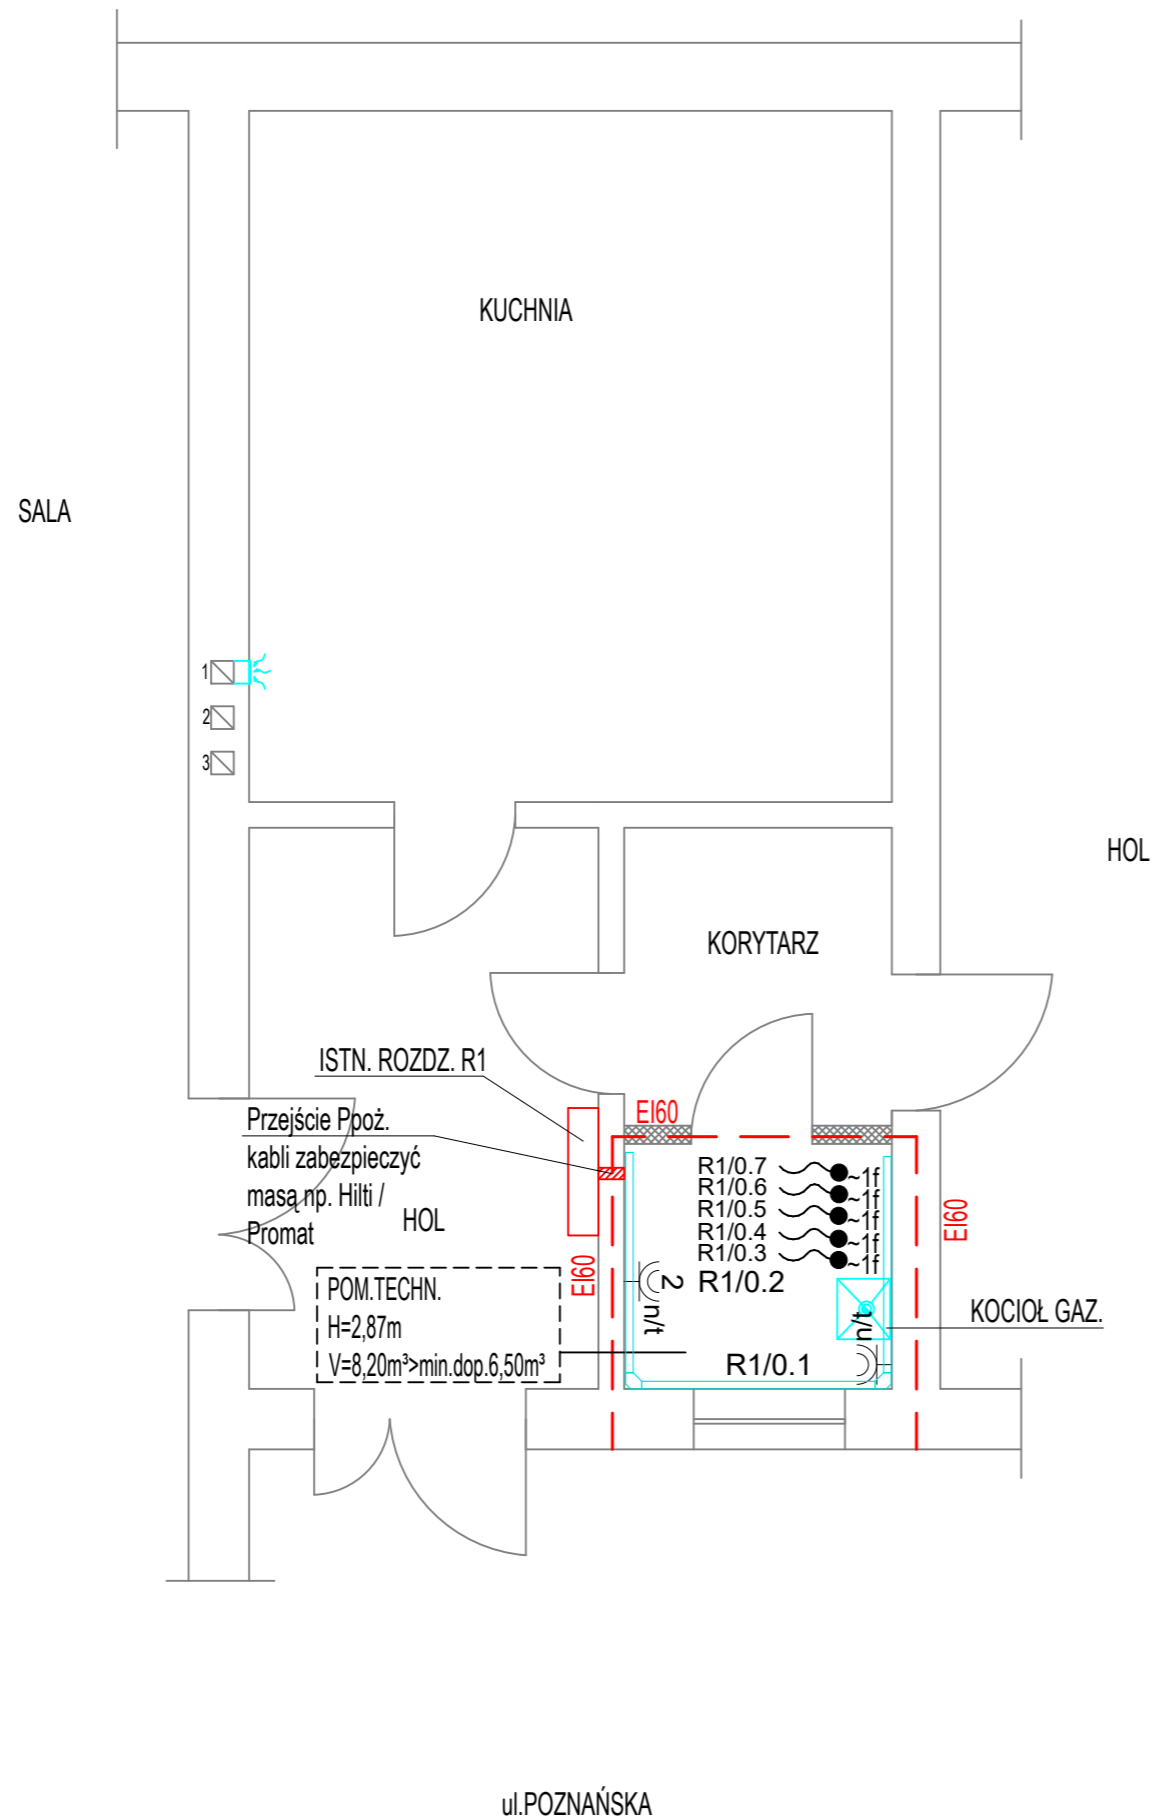 KUCHNIA
SALA
1
2
3
HOL
KORYTARZ
ISTN. ROZDZ. R1
Przejście Ppoż.
kabli zabezpieczyć
masą np. Hilti /
Promat
HOL
EI60
EI60
EI60
R1/0.7
~1f
R1/0.6
~1f
R1/0.5
~1f
R1/0.4
~1f
R1/0.3
~1f
2
n/t
R1/0.2
n/t
R1/0.1
KOCIOŁ GAZ.
POM.TECHN.
H=2,87m
V=8,20m³>min.dop.6,50m³
ul.POZNAŃSKA